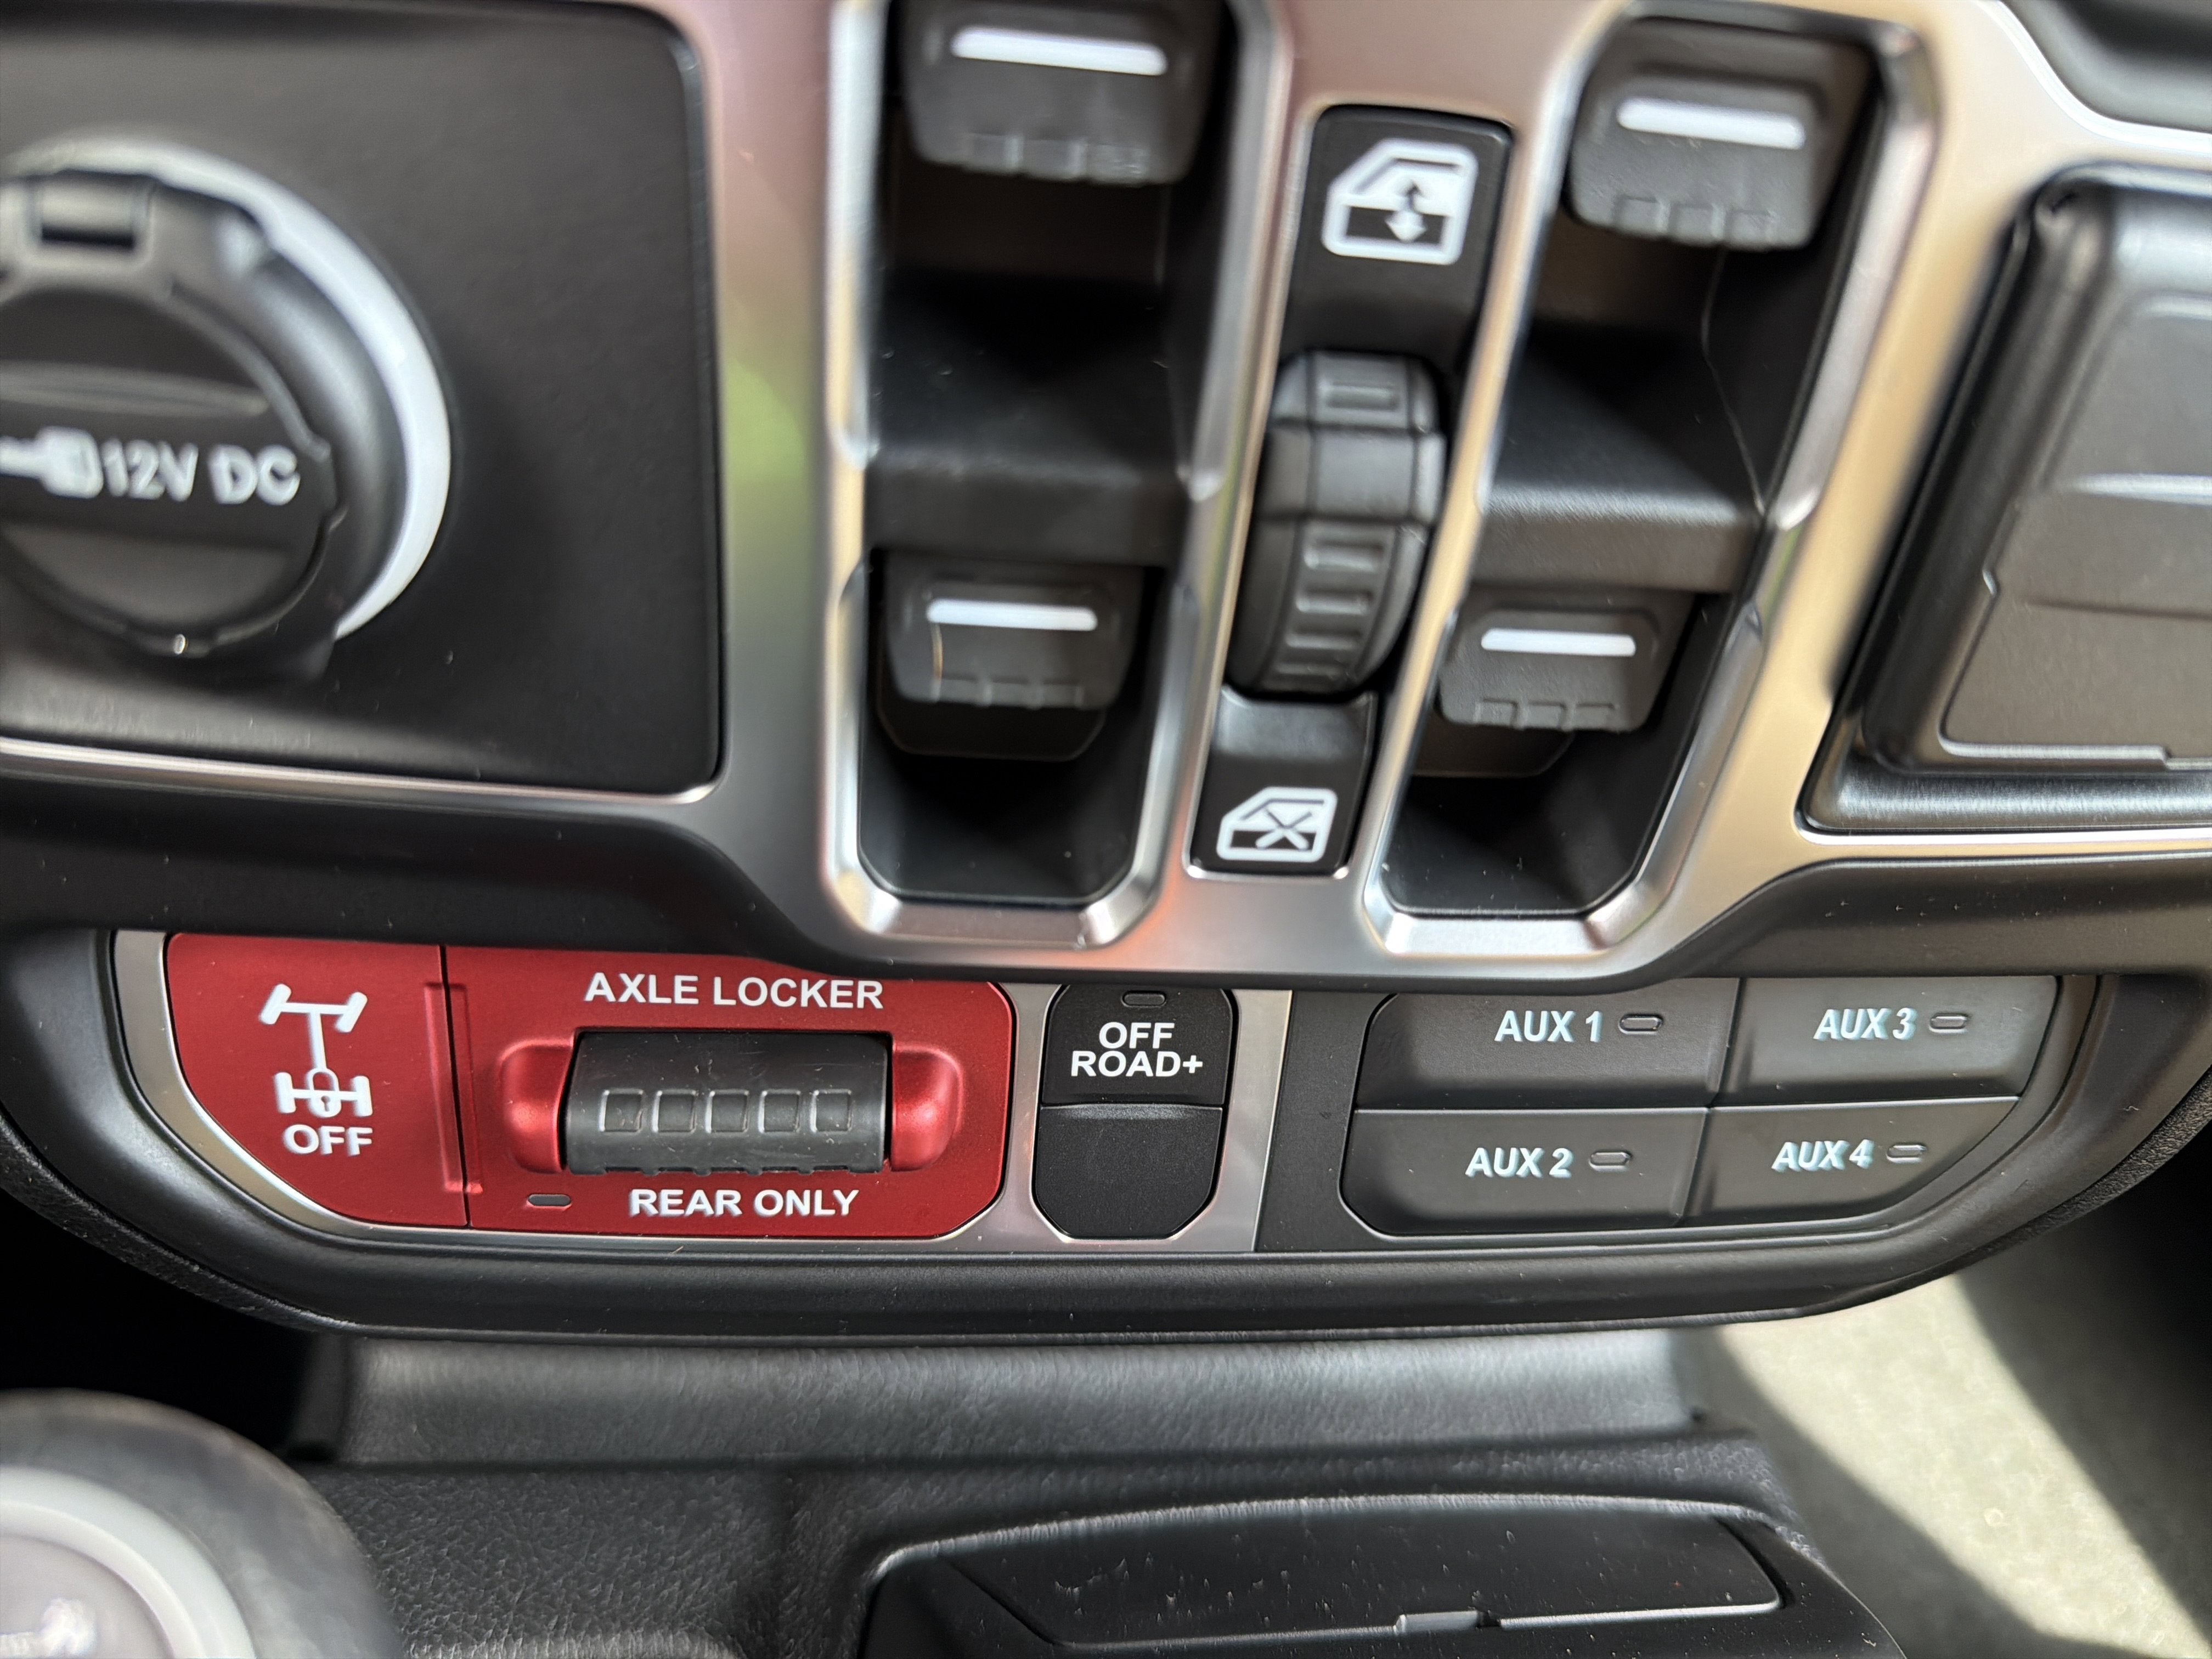 12V DC
AXLE LOCKER
OFF
REAR ONLY
OFF
ROAD+
AUX 1
AUX 3
AUX 2
AUX 4